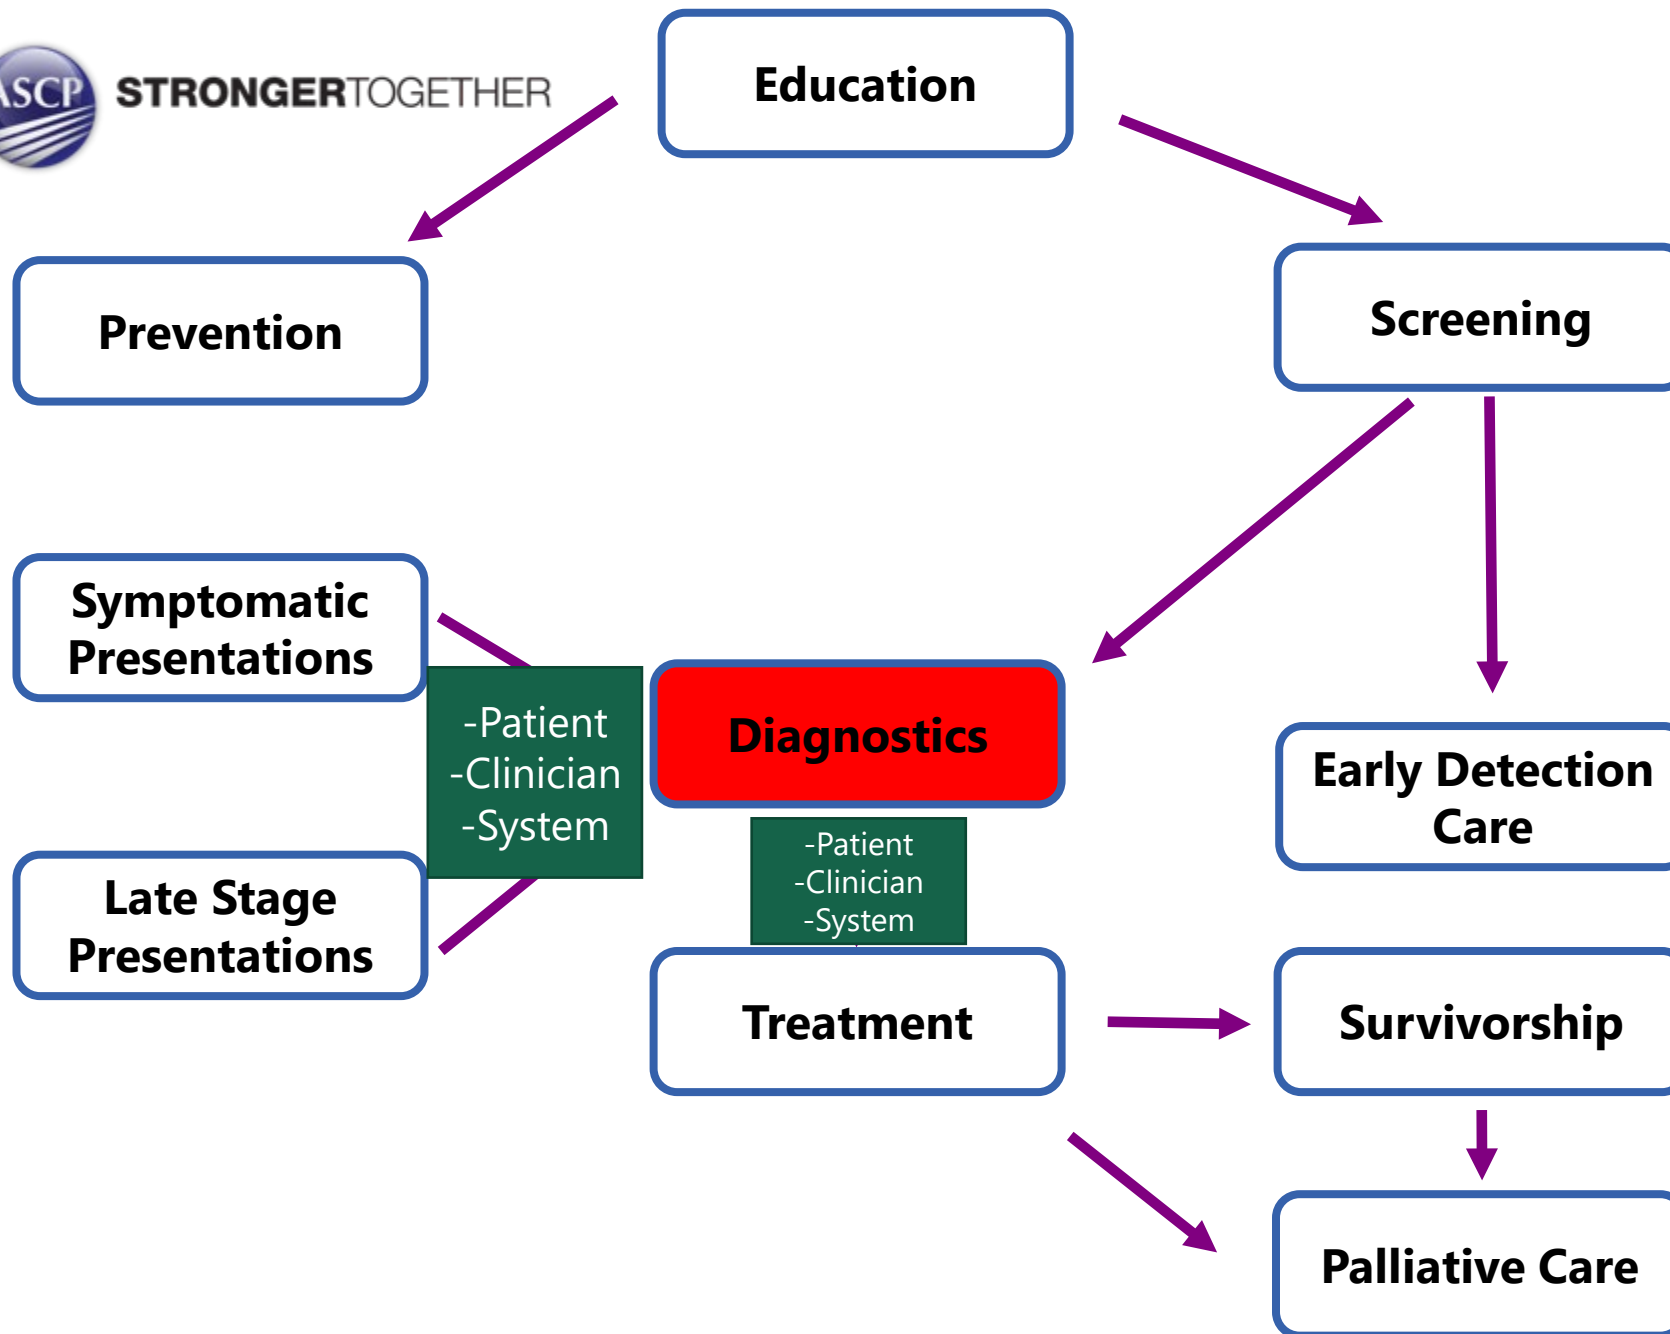 ASCP
STRONGERTOGETHER
Education
Prevention
Screening
Symptomatic
Presentations
-Patient
-Clinician
-System
Diagnostics
Early Detection
Care
-Patient
-Clinician
-System
Late Stage
Presentations
Treatment
Survivorship
Palliative Care